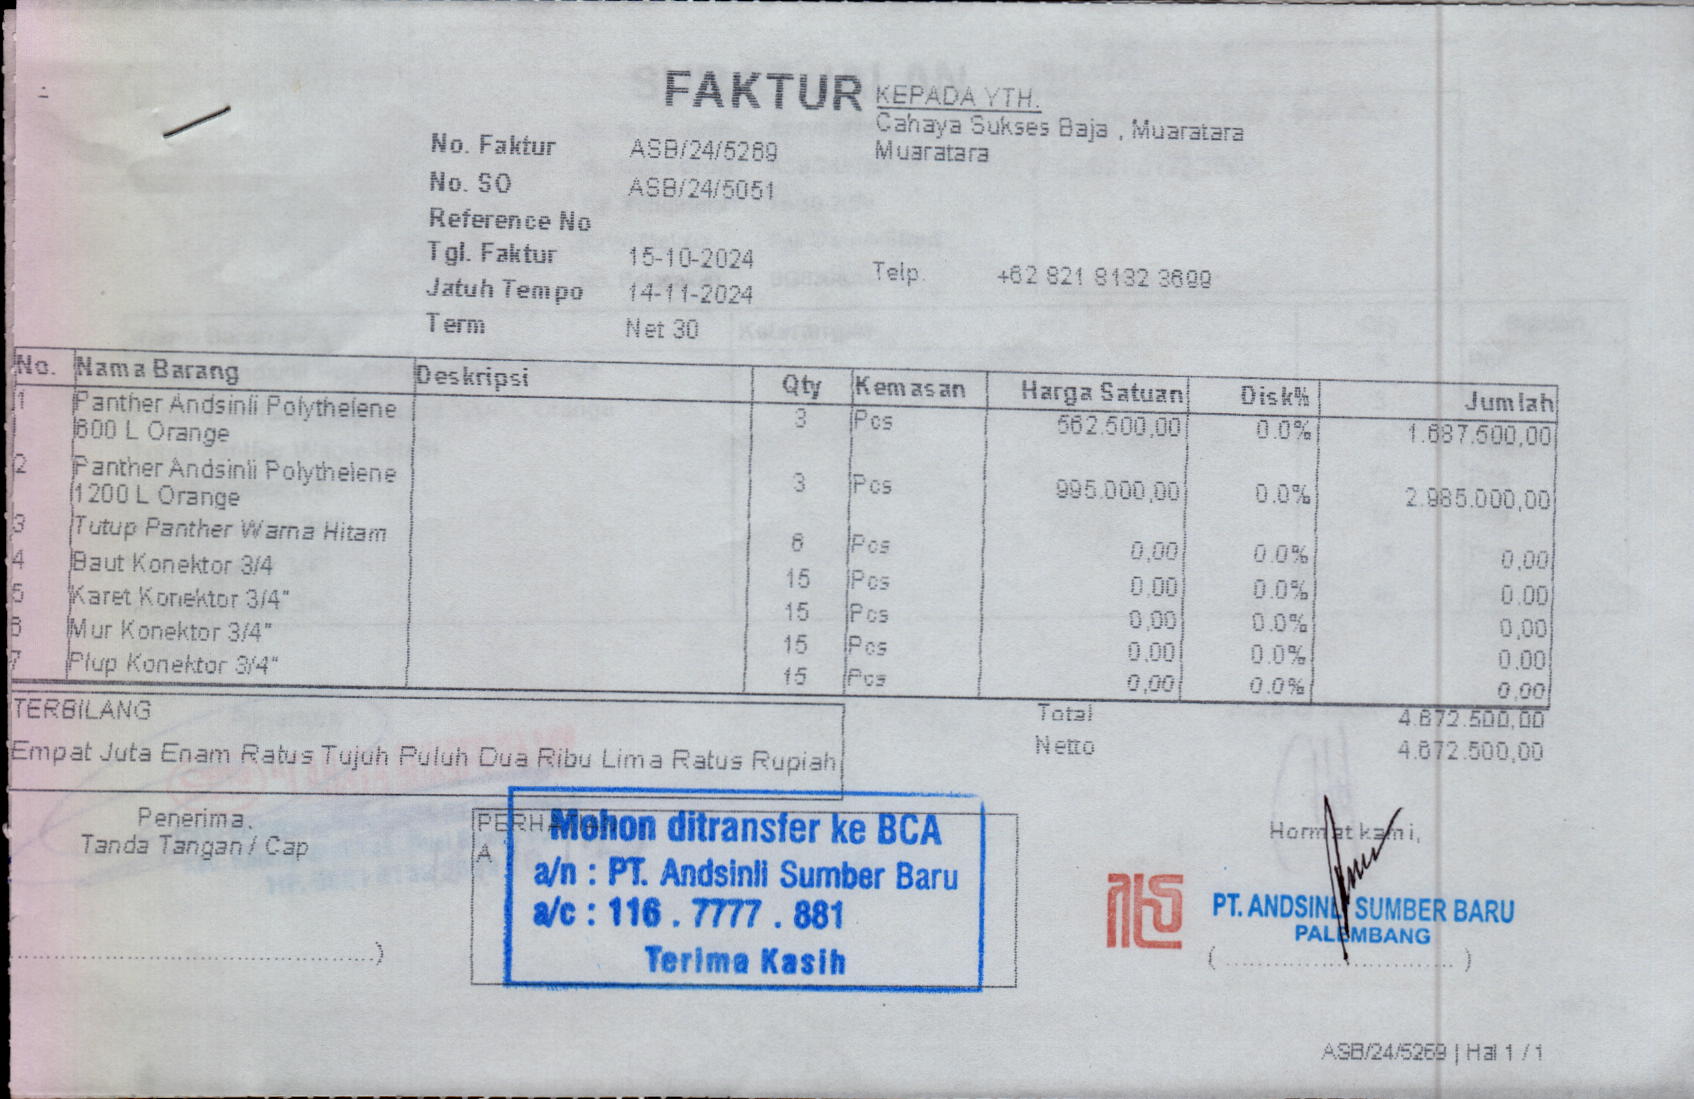 FAKTUR
KEPADA YTH.
Cahaya Sukses Baja , Muaratara
Muaratara
No. Faktur ASB/24/5269
No. SO ASB/24/5051
Reference No
Tgl. Faktur 15-10-2024
Telp. +62 821 8132 3699
Jatuh Tempo 14-11-2024
Term Net 30
No. Nama Barang Deskripsi Qty Kemasan Harga Satuan Disk% Jumlah
1 Panther Andsinli Polythelene 3 Pcs 562.500,00 0.0% 1.687.500,00
600 L Orange
2 Panther Andsinli Polythelene 3 Pcs 995.000,00 0.0% 2.985.000,00
1200 L Orange
3 Tutup Panther Warna Hitam 6 Pcs 0,00 0.0% 0,00
4 Baut Konektor 3/4 15 Pcs 0,00 0.0% 0,00
5 Karet Konektor 3/4" 15 Pcs 0,00 0.0% 0,00
6 Mur Konektor 3/4" 15 Pcs 0,00 0.0% 0,00
7 Plup Konektor 3/4" 15 Pcs 0,00 0.0% 0,00
TERBILANG
Empat Juta Enam Ratus Tujuh Puluh Dua Ribu Lima Ratus Rupiah
Total 4.672.500,00
Netto 4.672.500,00
Penerima,
Tanda Tangan / Cap
Mohon ditransfer ke BCA
a/n : PT. Andsinli Sumber Baru
a/c : 116 . 7777 . 881
Terima Kasih
Hormat kami,
PT. ANDSINLI SUMBER BARU
PALEMBANG
ASB/24/5269 | Hal 1 / 1